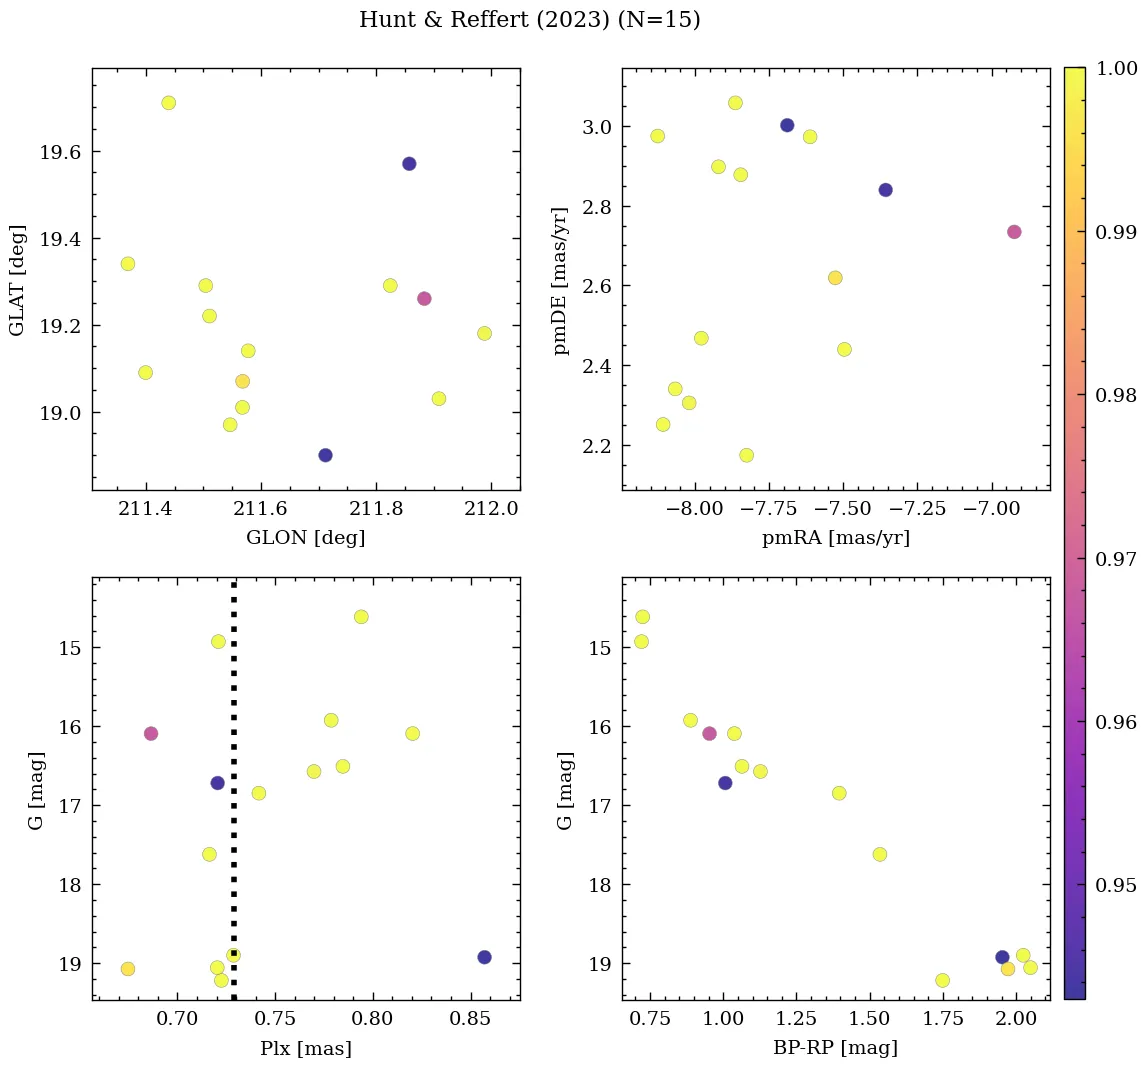 Hunt & Reffert (2023) (N=15)
GLAT [deg]
19.6
19.4
19.2
19.0
211.4 211.6 211.8 212.0
GLON [deg]
pmDE [mas/yr]
3.0
2.8
2.6
2.4
2.2
−8.00 −7.75 −7.50 −7.25 −7.00
pmRA [mas/yr]
G [mag]
15
16
17
18
19
0.70 0.75 0.80 0.85
Plx [mas]
G [mag]
15
16
17
18
19
0.75 1.00 1.25 1.50 1.75 2.00
BP-RP [mag]
1.00
0.99
0.98
0.97
0.96
0.95